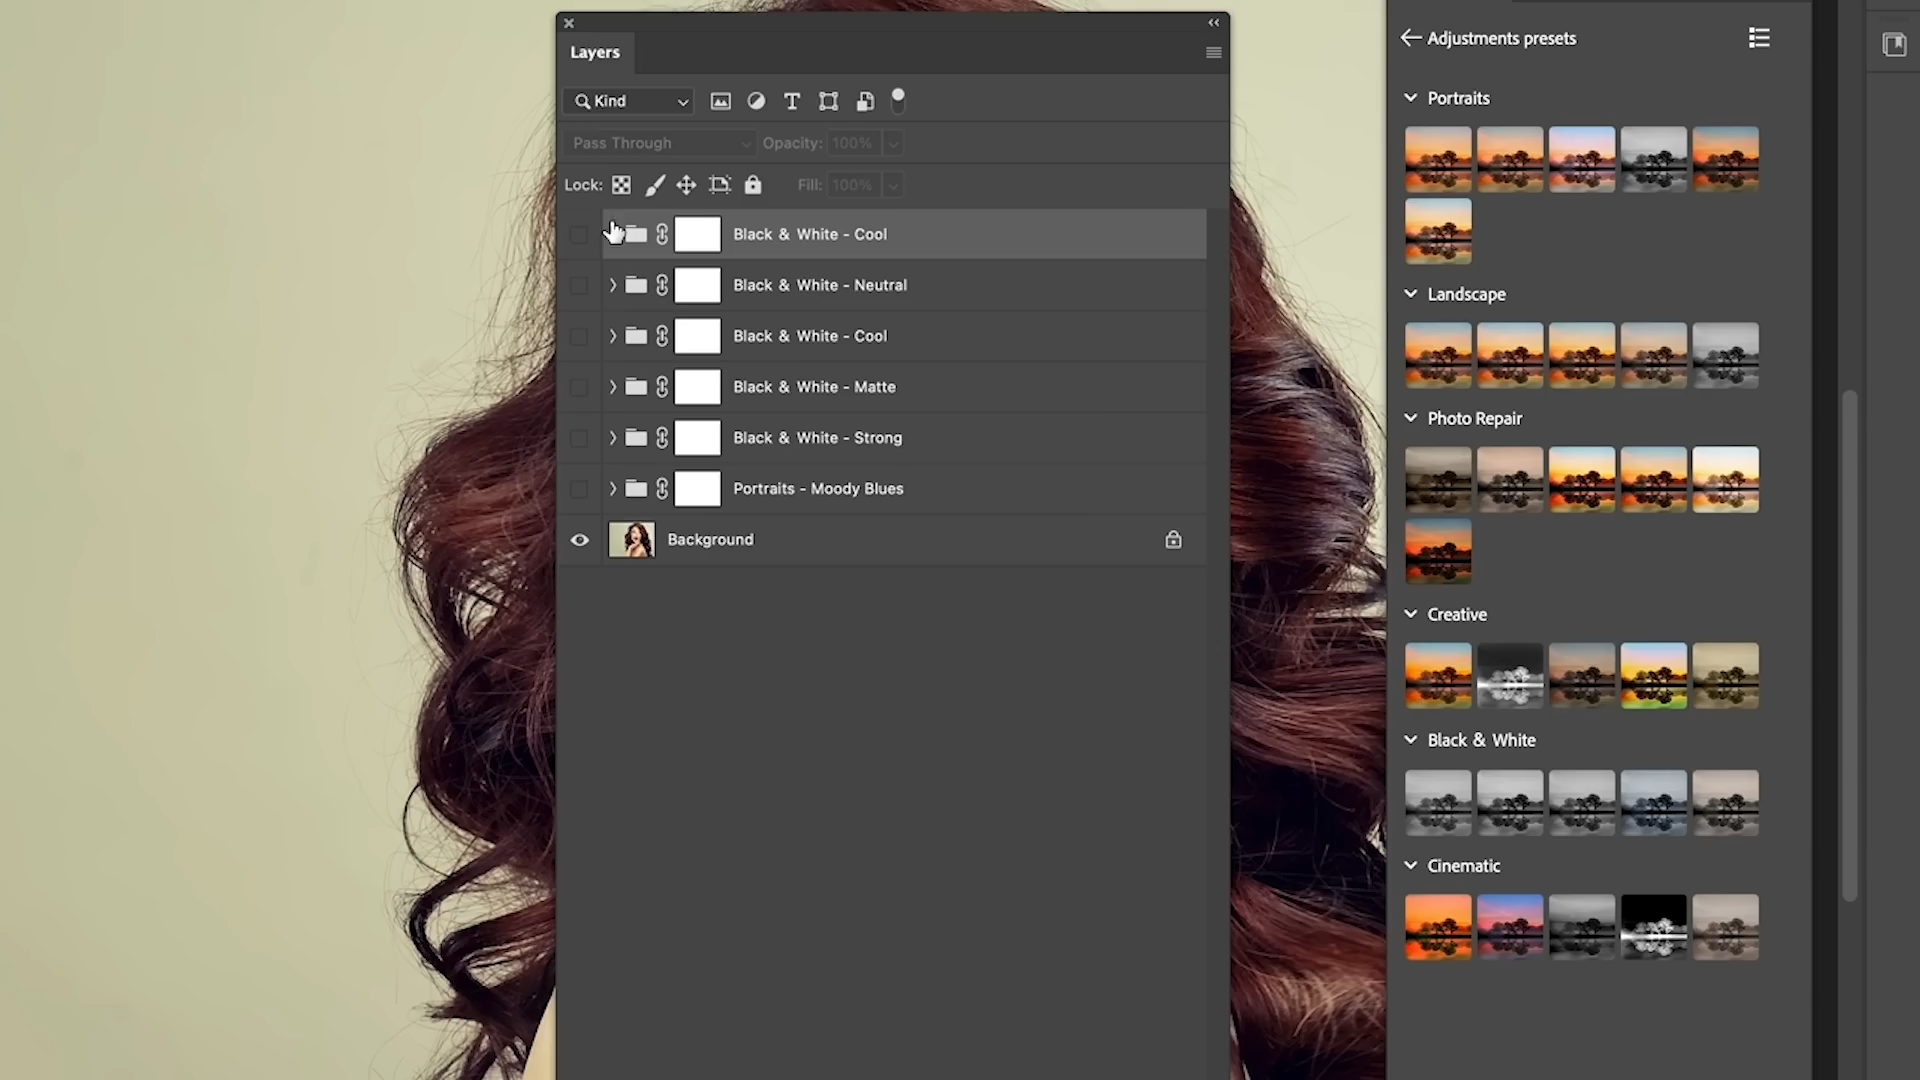 Layers
Kind
Pass Through Opacity: 100%
Lock: Fill: 100%
Black & White - Cool
Black & White - Neutral
Black & White - Cool
Black & White - Matte
Black & White - Strong
Portraits - Moody Blues
Background
Adjustments presets
Portraits
Landscape
Photo Repair
Creative
Black & White
Cinematic